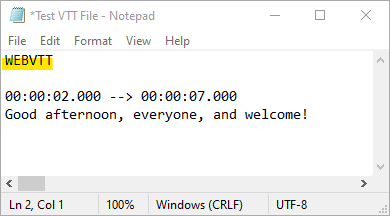 *Test VTT File - Notepad
File Edit Format View Help
WEBVTT
00:00:02.000 --> 00:00:07.000
Good afternoon, everyone, and welcome!
Ln 2, Col 1 100% Windows (CRLF) UTF-8